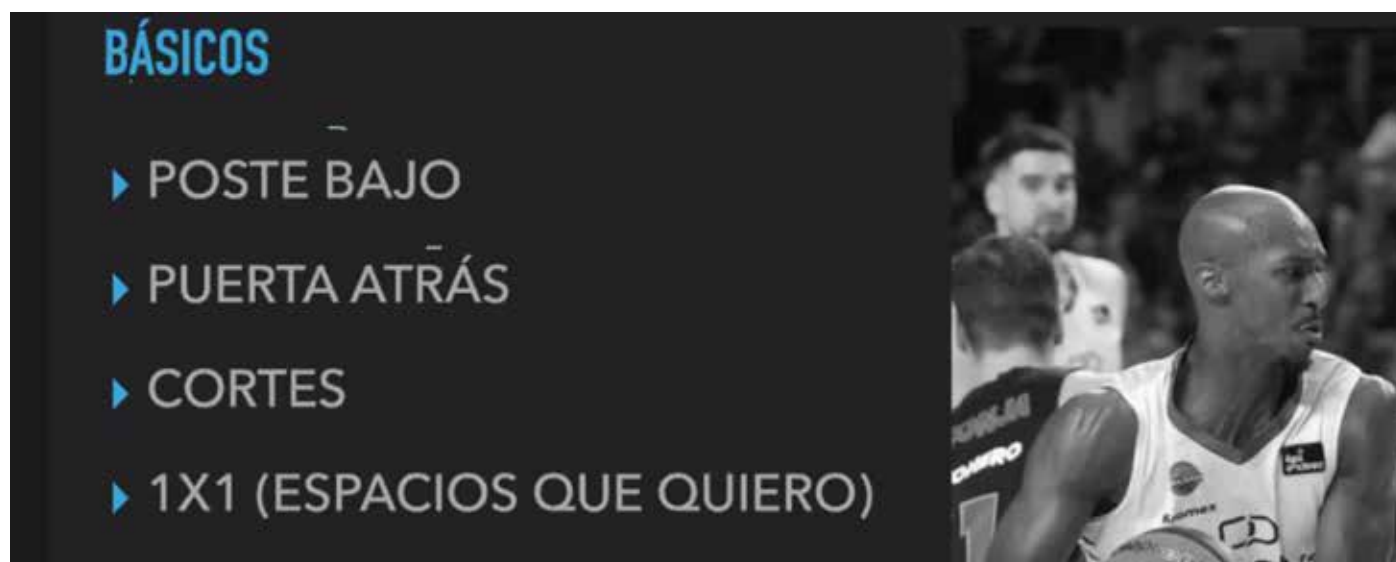 BÁSICOS
POSTE BAJO
PUERTA ATRÁS
CORTES
1X1 (ESPACIOS QUE QUIERO)